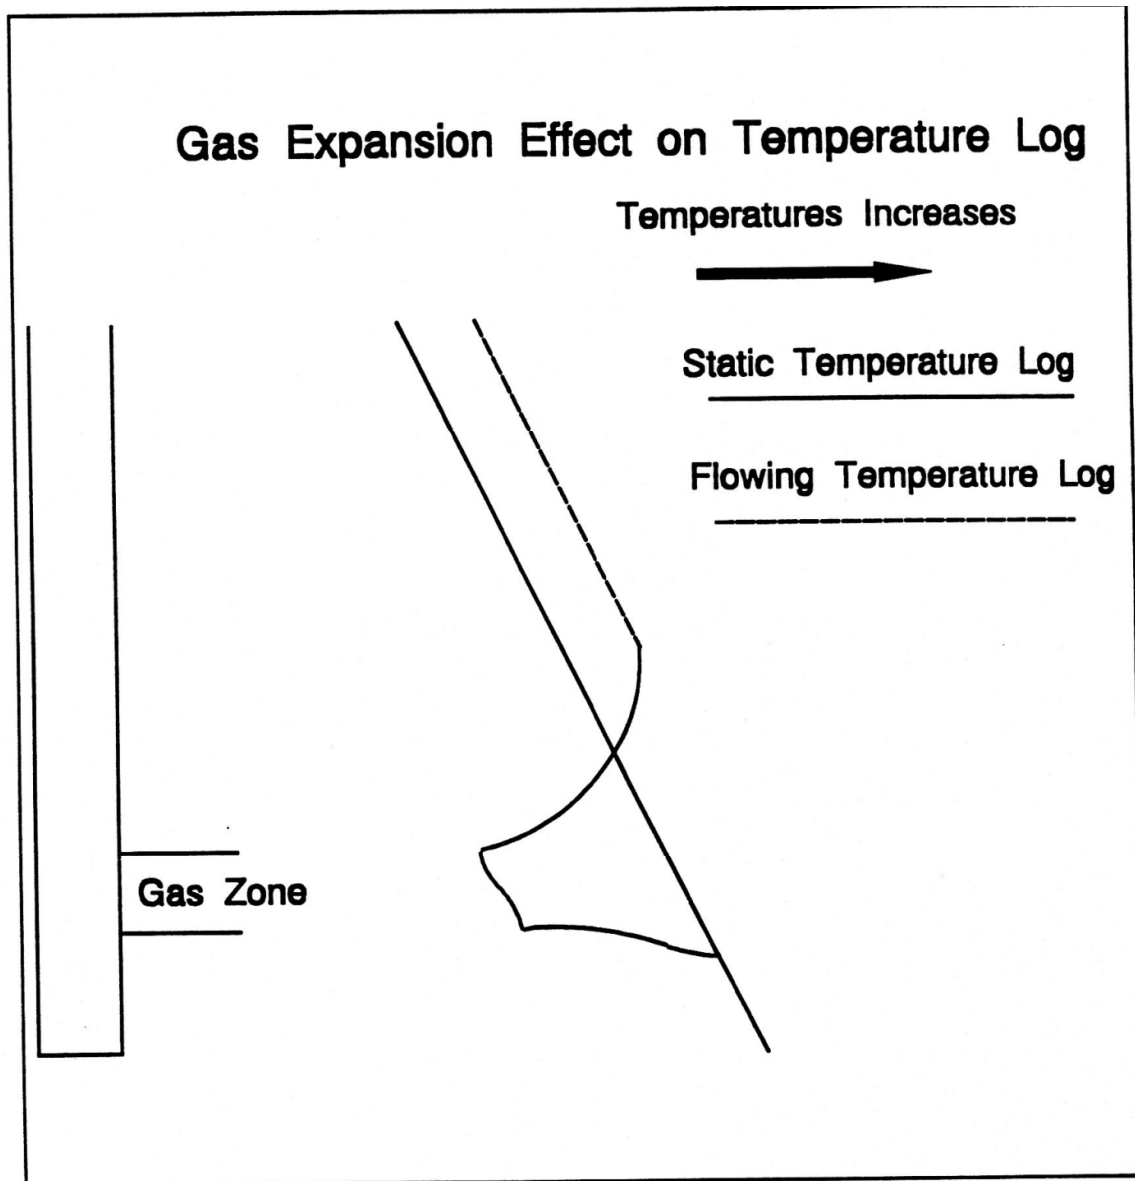 Gas Expansion Effect on Temperature Log
Temperatures Increases
Static Temperature Log
Flowing Temperature Log
Gas Zone